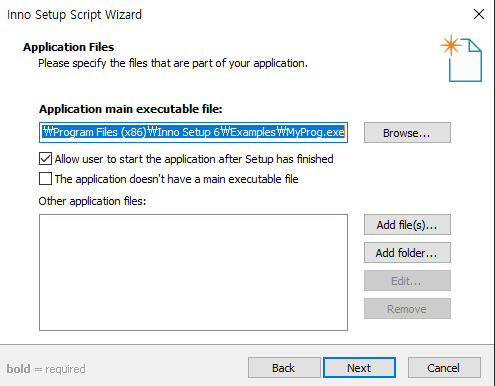 Inno Setup Script Wizard
Application Files
Please specify the files that are part of your application.
Application main executable file:
₩Program Files (x86)₩Inno Setup 6₩Examples₩MyProg.exe
Browse...
Allow user to start the application after Setup has finished
The application doesn't have a main executable file
Other application files:
Add file(s)...
Add folder...
Edit...
Remove
bold = required
Back
Next
Cancel